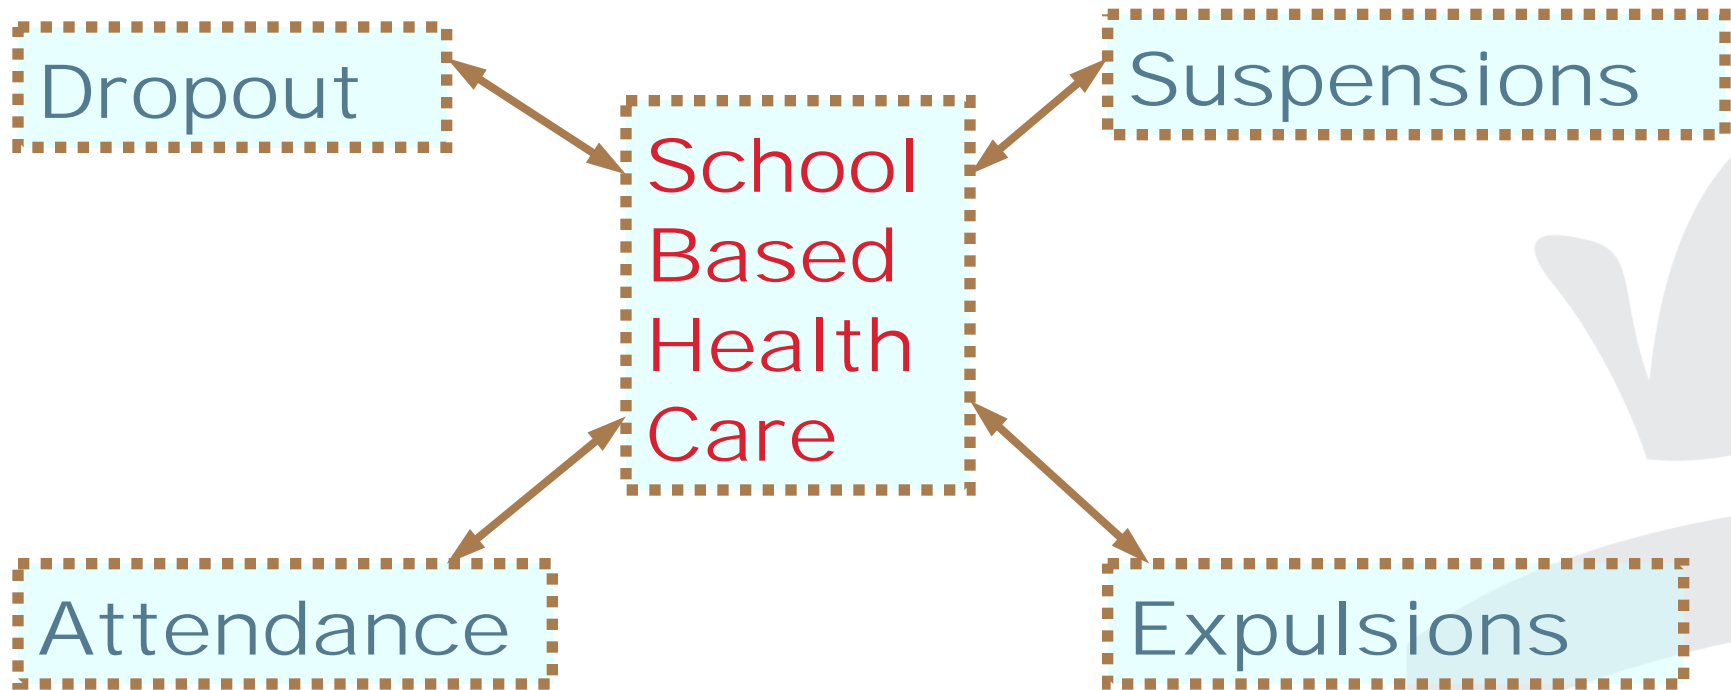 Dropout
Suspensions
School
Based
Health
Care
Attendance
Expulsions